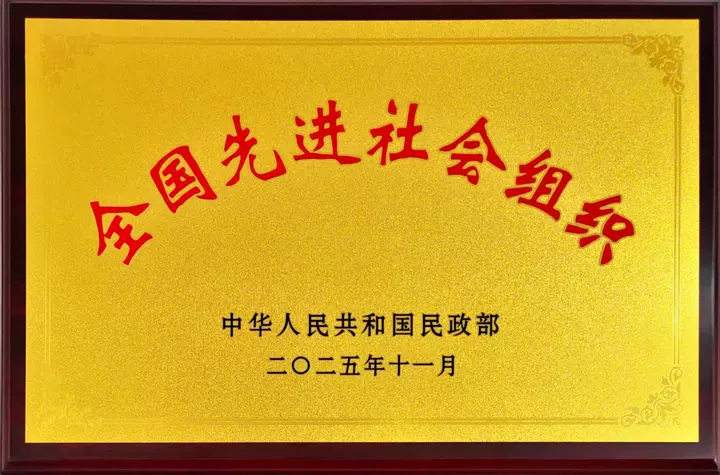 全国先进社会组织
中华人民共和国民政部
二〇二五年十一月